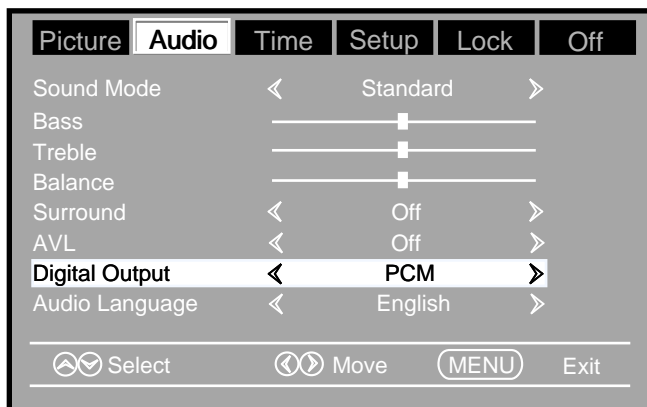 Picture Audio Time Setup Lock Off
Sound Mode Standard
Bass
Treble
Balance
Surround Off
AVL Off
Digital Output PCM
Audio Language English
Select Move MENU Exit